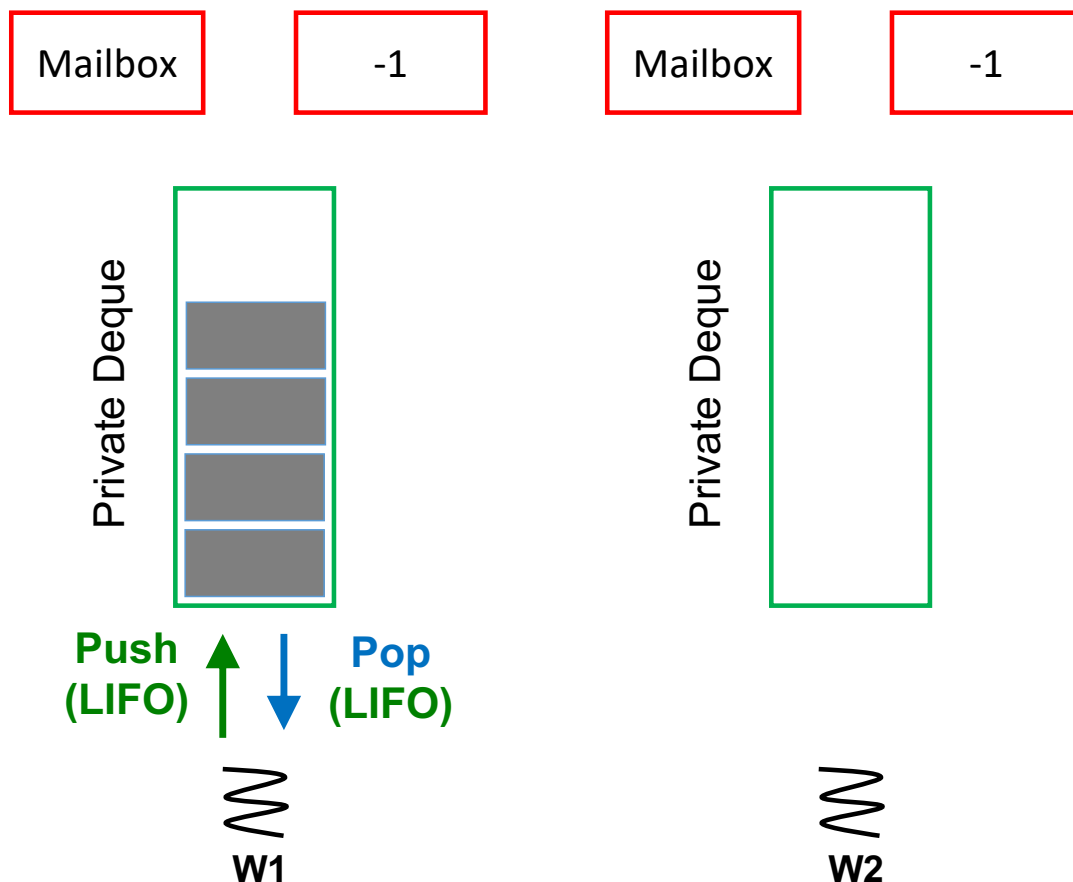 Mailbox
-1
Mailbox
-1
Private Deque
Private Deque
Push
(LIFO)
Pop
(LIFO)
W1
W2